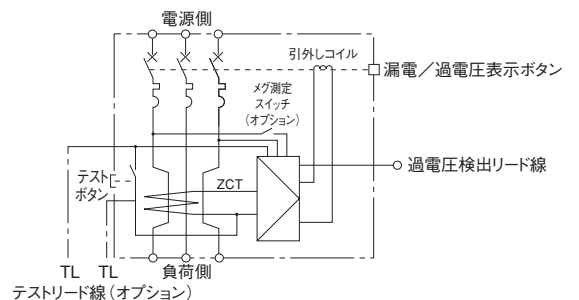 電源側
引外しコイル
漏電／過電圧表示ボタン
メグ測定
スイッチ
(オプション)
過電圧検出リード線
テスト
ボタン
ZCT
TL TL
負荷側
テストリード線(オプション)